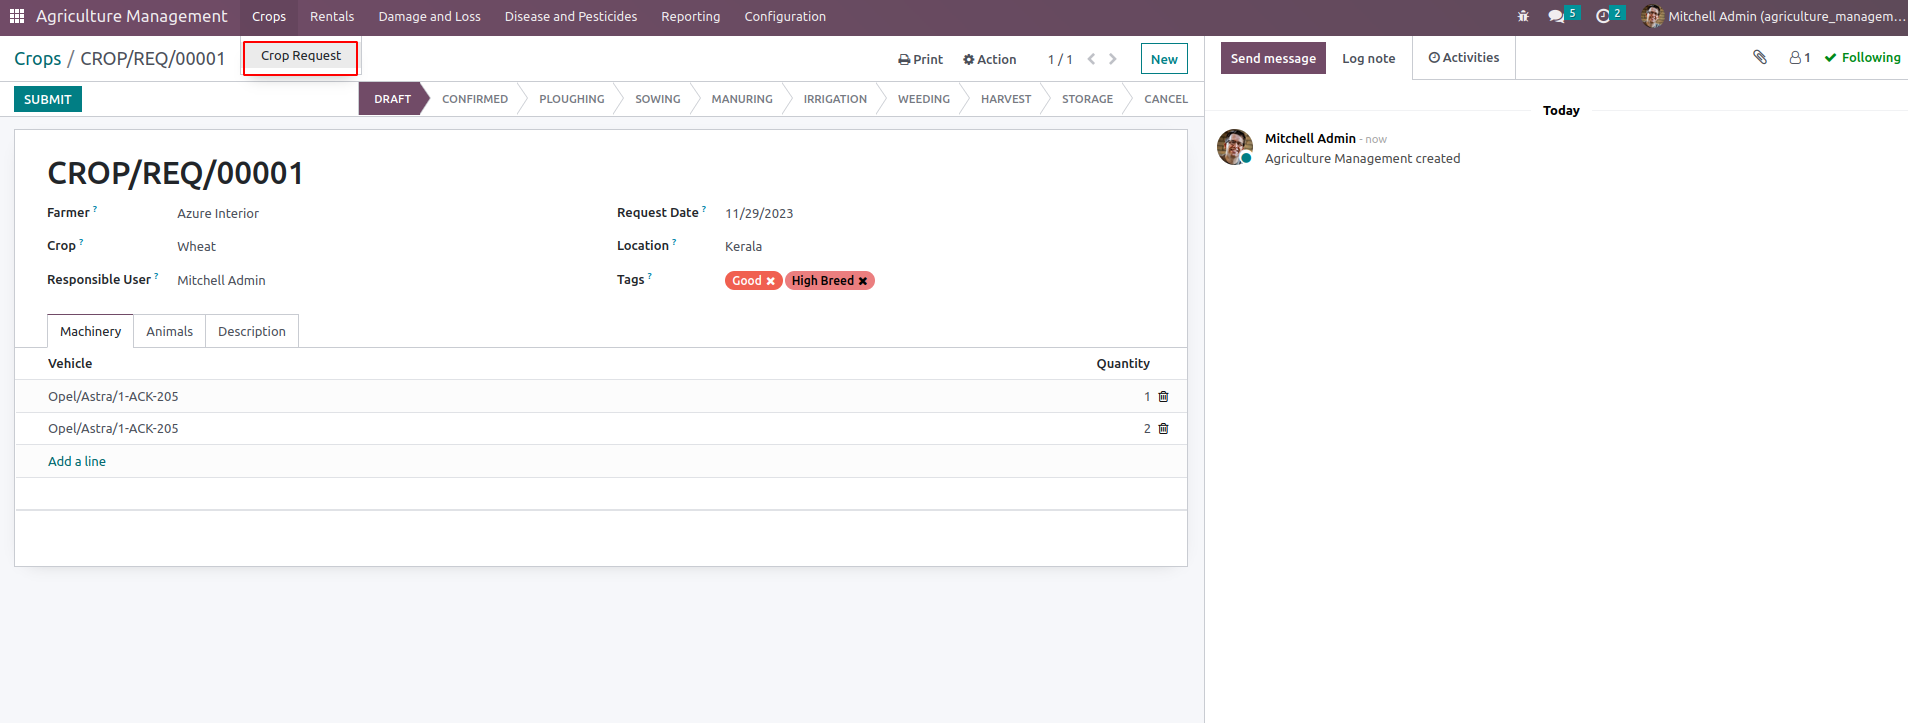 Agriculture Management Crops Rentals Damage and Loss Disease and Pesticides Reporting Configuration 5 2 Mitchell Admin (agriculture_managem...
Crops / CROP/REQ/00001 Crop Request Print Action 1 / 1 New Send message Log note Activities 1 Following
SUBMIT DRAFT CONFIRMED PLOUGHING SOWING MANURING IRRIGATION WEEDING HARVEST STORAGE CANCEL
Today
Mitchell Admin - now
Agriculture Management created
CROP/REQ/00001
Farmer ? Azure Interior Request Date ? 11/29/2023
Crop ? Wheat Location ? Kerala
Responsible User ? Mitchell Admin Tags ? Good High Breed
Machinery Animals Description
Vehicle Quantity
Opel/Astra/1-ACK-205 1
Opel/Astra/1-ACK-205 2
Add a line